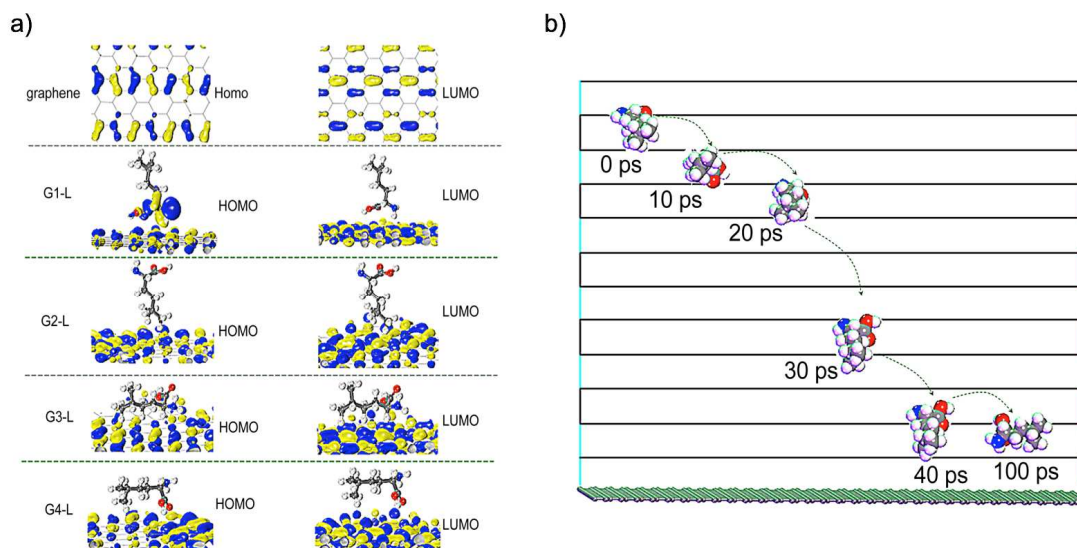 a)
graphene
Homo
LUMO
G1-L
HOMO
LUMO
G2-L
HOMO
LUMO
G3-L
HOMO
LUMO
G4-L
HOMO
LUMO
b)
0 ps
10 ps
20 ps
30 ps
40 ps
100 ps